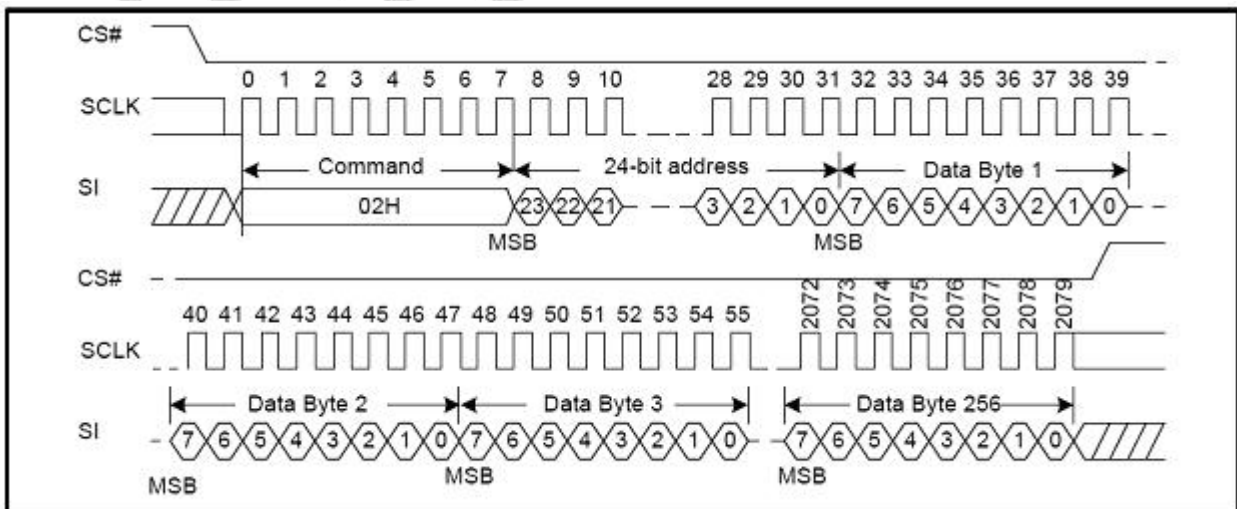 CS#
0 1 2 3 4 5 6 7 8 9 10 28 29 30 31 32 33 34 35 36 37 38 39
SCLK
Command 24-bit address Data Byte 1
SI
02H 23 22 21 3 2 1 0 7 6 5 4 3 2 1 0
MSB MSB
CS#
40 41 42 43 44 45 46 47 48 49 50 51 52 53 54 55 2072 2073 2074 2075 2076 2077 2078 2079
SCLK
Data Byte 2 Data Byte 3 Data Byte 256
SI
7 6 5 4 3 2 1 0 7 6 5 4 3 2 1 0 7 6 5 4 3 2 1 0
MSB MSB MSB